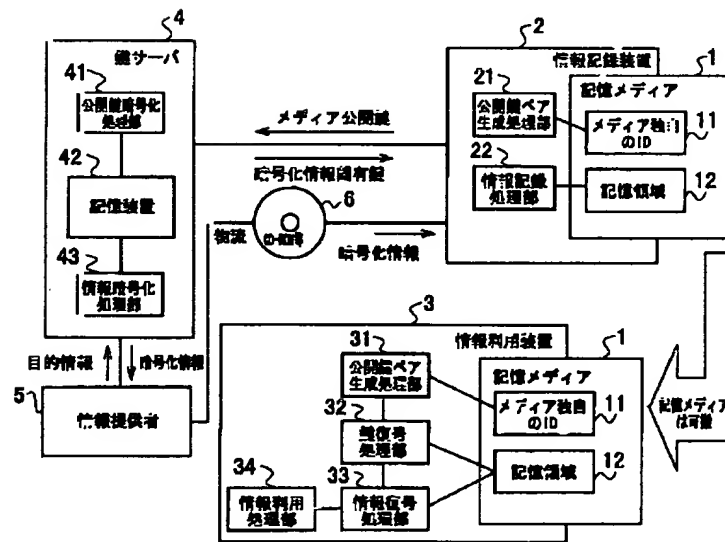 4
鍵サーバ
41
公開鍵暗号化
処理部
42
記憶装置
43
情報暗号化
処理部
目的情報
暗号化情報
5
情報提供者
メディア公開鍵
暗号化情報固有鍵
6
物流
CD-ROM等
暗号化情報
2
情報記録装置
21
公開鍵ペア
生成処理部
22
情報記録
処理部
1
記憶メディア
メディア独自
のID
11
記憶領域
12
3
情報利用装置
31
公開鍵ペア
生成処理部
32
鍵復号
処理部
33
情報復号
処理部
34
情報利用
処理部
1
記憶メディア
メディア独自
のID
11
記憶領域
12
記憶メディア
は可搬